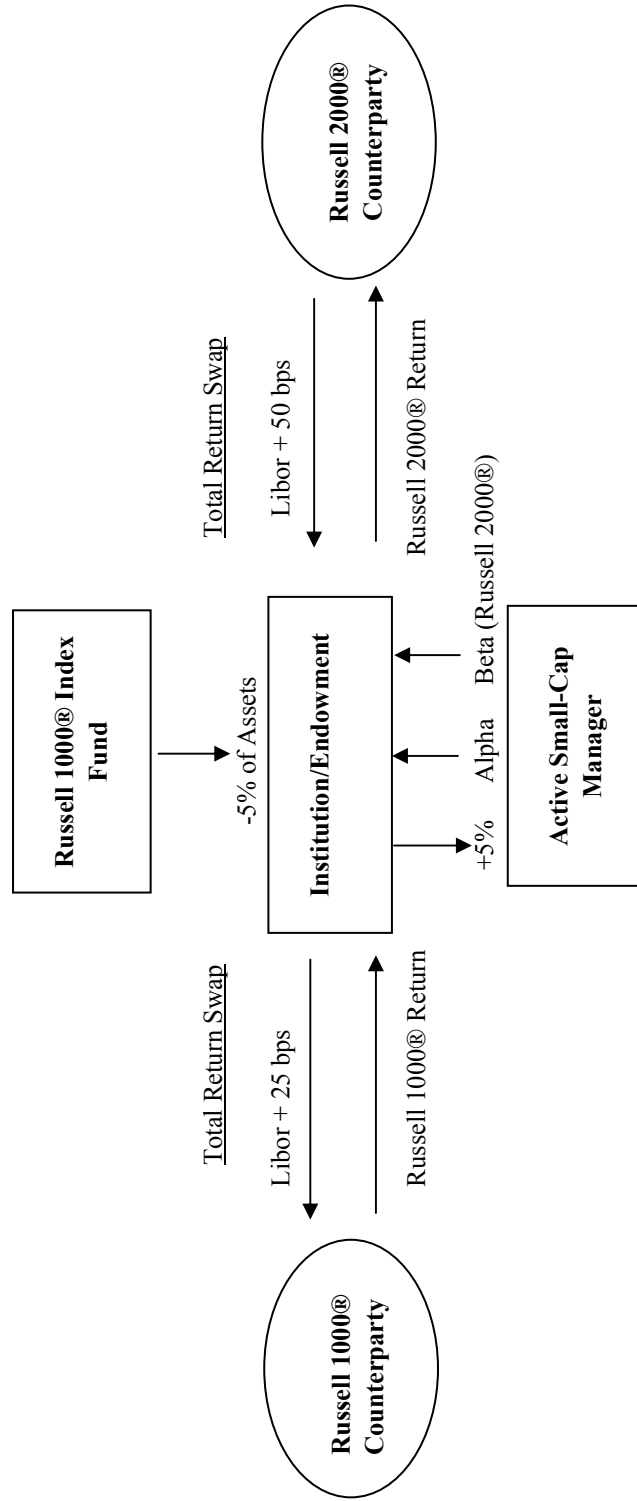 Russell 1000® Index
Fund
-5% of Assets
Total Return Swap
Libor + 25 bps
Russell 1000® Return
Russell 1000®
Counterparty
Institution/Endowment
Total Return Swap
Libor + 50 bps
Russell 2000® Return
Russell 2000®
Counterparty
+5% Alpha Beta (Russell 2000®)
Active Small-Cap
Manager